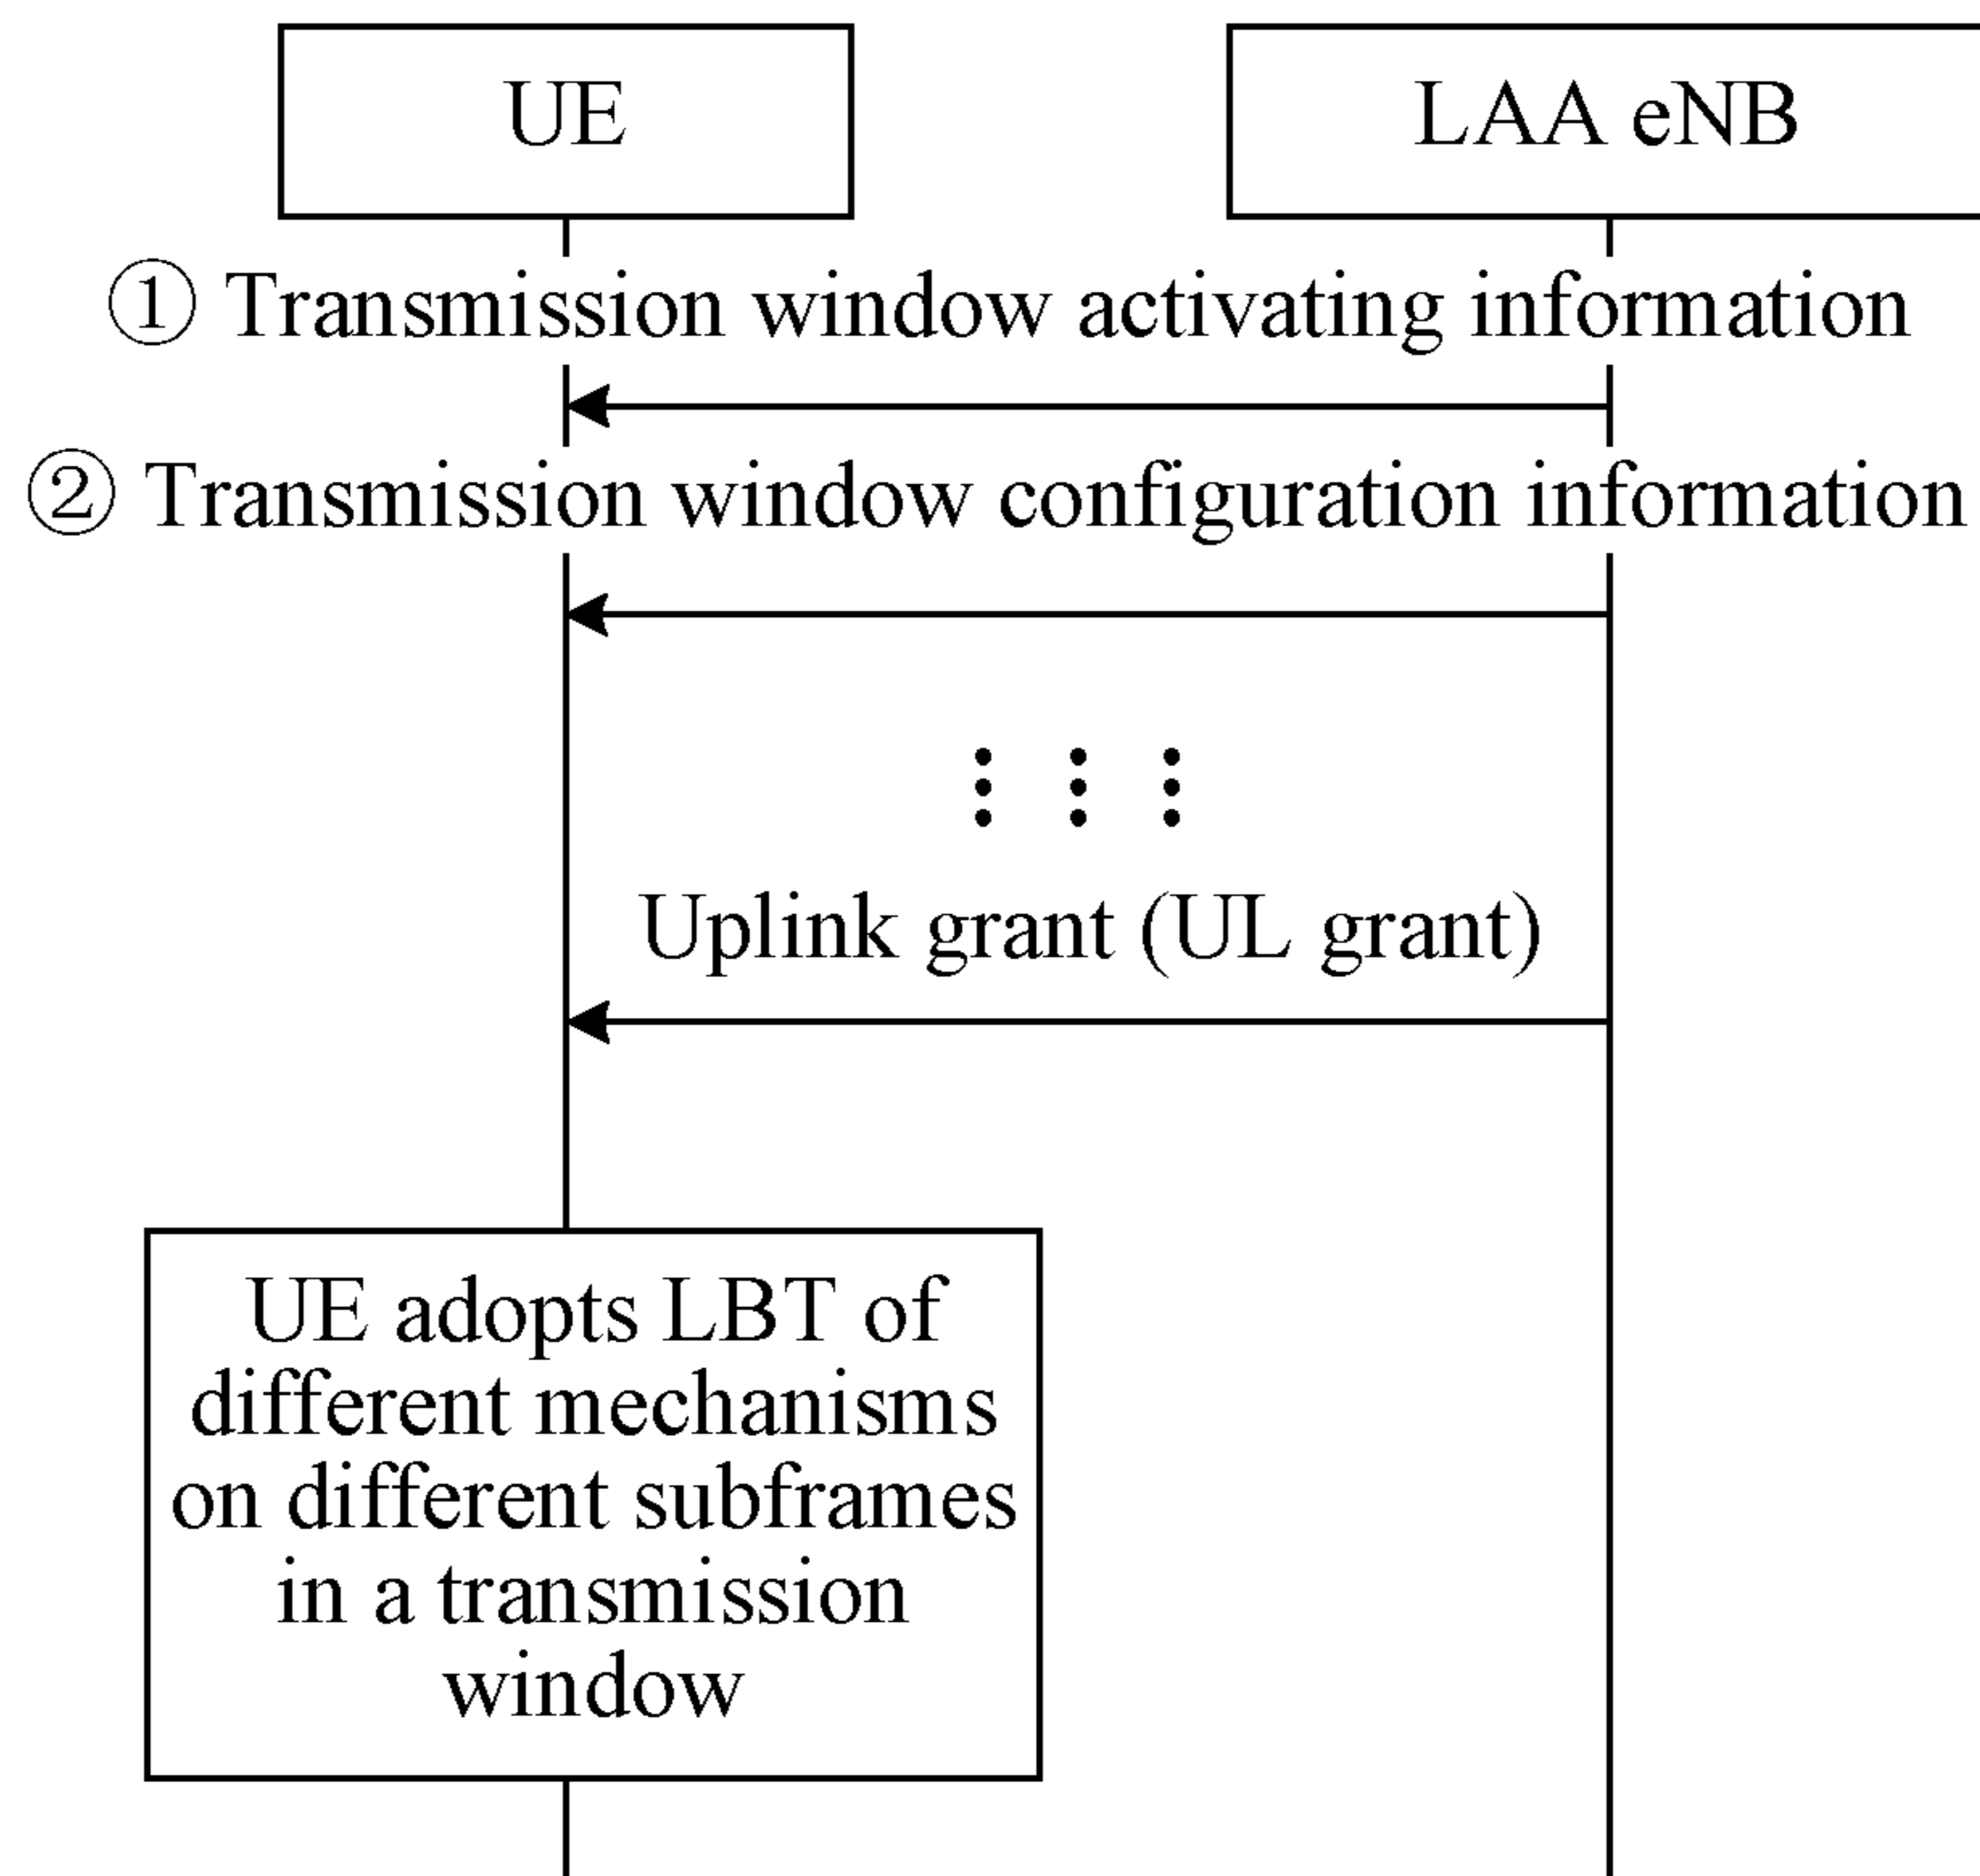 UE
LAA eNB
① Transmission window activating information
② Transmission window configuration information
Uplink grant (UL grant)
UE adopts LBT of
different mechanisms
on different subframes
in a transmission
window